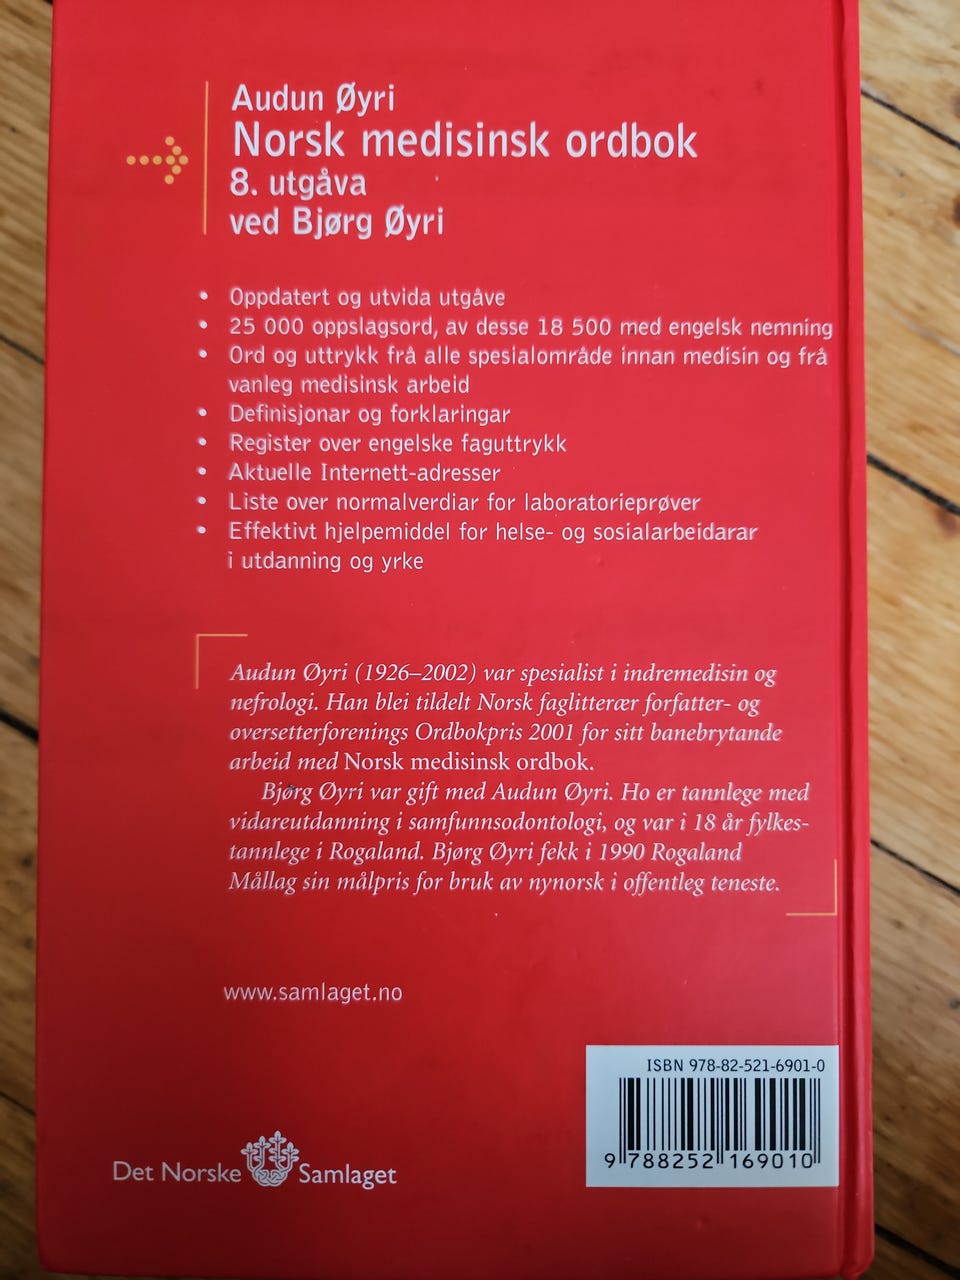 Audun Øyri
Norsk medisinsk ordbok
8. utgåva
ved Bjørg Øyri
• Oppdatert og utvida utgåve
• 25 000 oppslagsord, av desse 18 500 med engelsk nemning
• Ord og uttrykk frå alle spesialområde innan medisin og frå
vanleg medisinsk arbeid
• Definisjonar og forklaringar
• Register over engelske faguttrykk
• Aktuelle Internett-adresser
• Liste over normalverdiar for laboratorieprøver
• Effektivt hjelpemiddel for helse- og sosialarbeidarar
i utdanning og yrke
Audun Øyri (1926–2002) var spesialist i indremedisin og
nefrologi. Han blei tildelt Norsk faglitterær forfatter- og
oversetterforenings Ordbokpris 2001 for sitt banebrytande
arbeid med Norsk medisinsk ordbok.
Bjørg Øyri var gift med Audun Øyri. Ho er tannlege med
vidareutdanning i samfunnsodontologi, og var i 18 år fylkes-
tannlege i Rogaland. Bjørg Øyri fekk i 1990 Rogaland
Mållag sin målpris for bruk av nynorsk i offentleg teneste.
www.samlaget.no
ISBN 978-82-521-6901-0
9 788252 169010
Det Norske Samlaget